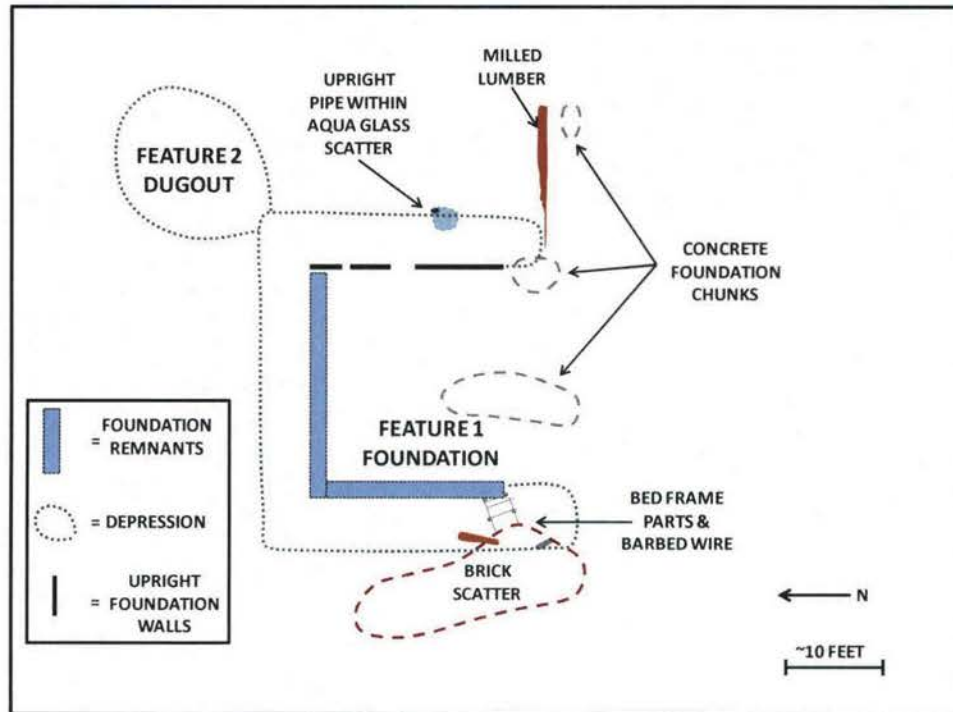 MILLED
LUMBER
UPRIGHT
PIPE WITHIN
AQUA GLASS
SCATTER
FEATURE 2
DUGOUT
CONCRETE
FOUNDATION
CHUNKS
FEATURE 1
FOUNDATION
FOUNDATION
=
REMNANTS
= DEPRESSION
UPRIGHT
= FOUNDATION
WALLS
BED FRAME
PARTS &
BARBED WIRE
BRICK
SCATTER
N
~10 FEET